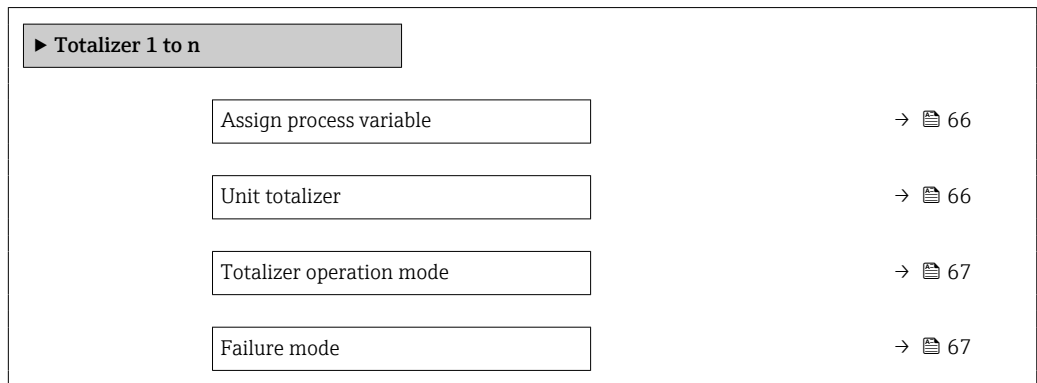 ► Totalizer 1 to n
Assign process variable → 66
Unit totalizer → 66
Totalizer operation mode → 67
Failure mode → 67